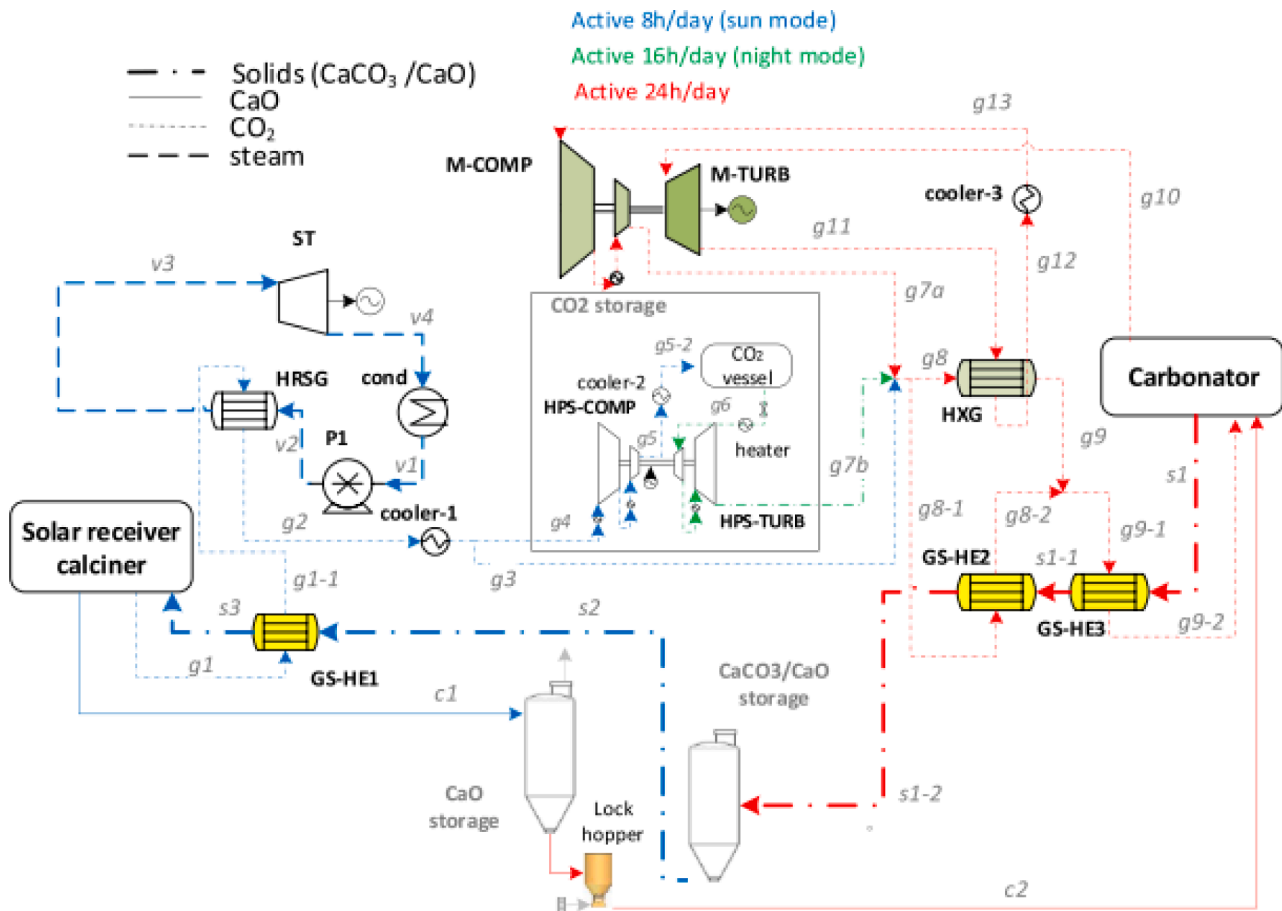 Active 8h/day (sun mode)
Active 16h/day (night mode)
Active 24h/day
Solids (CaCO₃ /CaO)
CaO
CO₂
steam
g13
M-COMP
M-TURB
cooler-3
g10
ST
g11
v3
g12
CO2 storage
g7a
v4
g5-2
CO₂
vessel
g8
Carbonator
HRSG
cond
cooler-2
HPS-COMP
g6
HXG
P1
g5
heater
g9
v2
v1
g7b
s1
cooler-1
g2
g4
HPS-TURB
g8-1
g8-2
Solar receiver
calciner
g9-1
g1-1
g3
GS-HE2
s1-1
s3
s2
GS-HE3
g9-2
g1
GS-HE1
CaCO3/CaO
storage
c1
CaO
storage
Lock
hopper
s1-2
c2